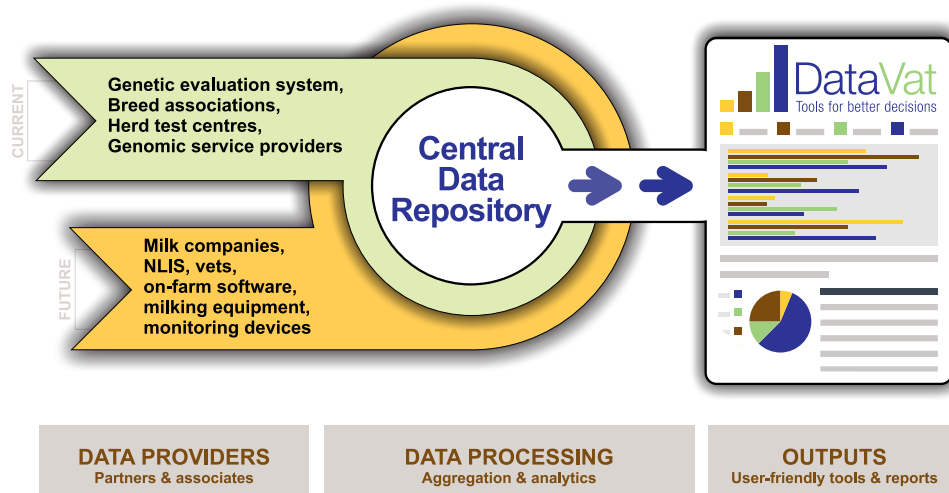 CURRENT
Genetic evaluation system,
Breed associations,
Herd test centres,
Genomic service providers
FUTURE
Milk companies,
NLIS, vets,
on-farm software,
milking equipment,
monitoring devices
Central
Data
Repository
DataVat
Tools for better decisions
DATA PROVIDERS
Partners & associates
DATA PROCESSING
Aggregation & analytics
OUTPUTS
User-friendly tools & reports